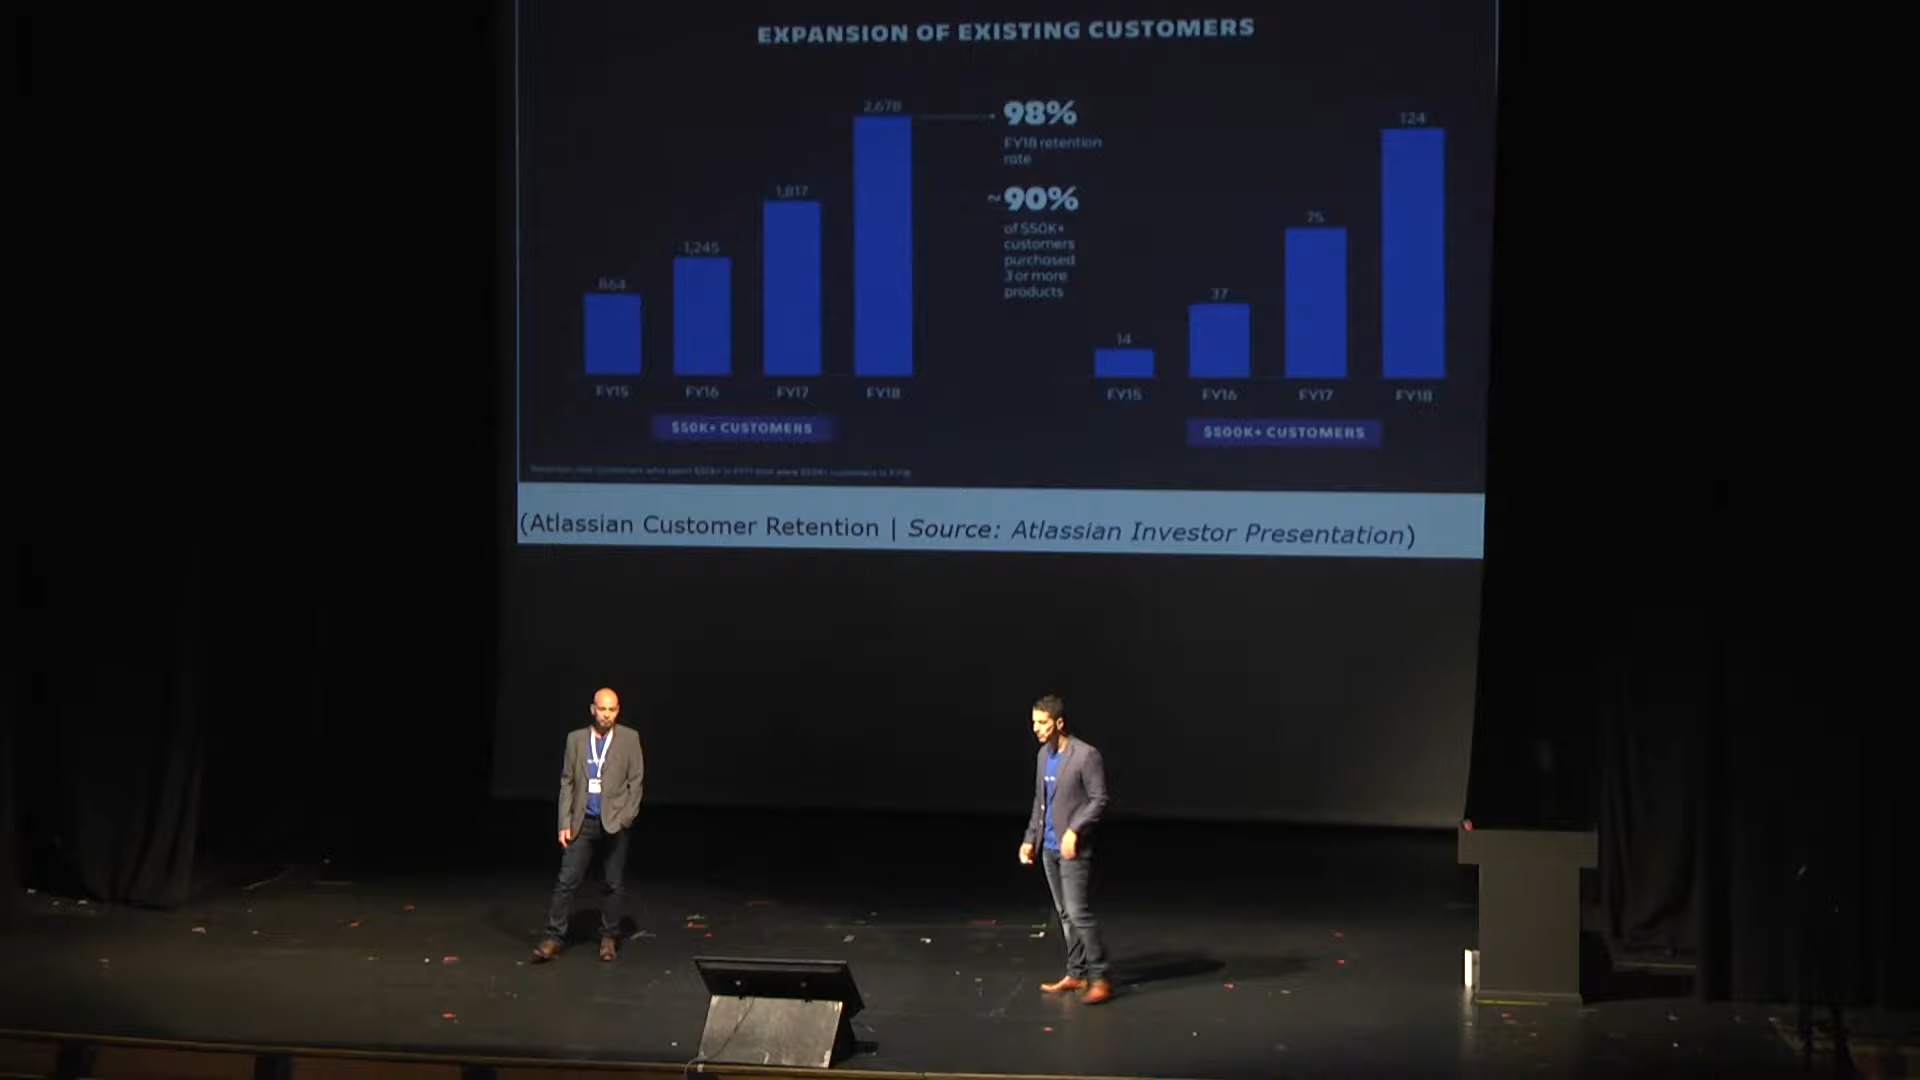 EXPANSION OF EXISTING CUSTOMERS
2,678
1,817
1,245
864
FY15 FY16 FY17 FY18
$50K+ CUSTOMERS
98%
FY18 retention
rate
~90%
of $50K+
customers
purchased
3 or more
products
124
75
37
14
FY15 FY16 FY17 FY18
$500K+ CUSTOMERS
(Atlassian Customer Retention | Source: Atlassian Investor Presentation)